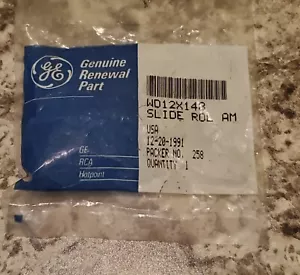 GE
Genuine
Renewal
Part
GE
RCA
Hotpoint
WD12X143
SLIDE ROL AM
USA
12-20-1991
PACKER NO. 258
QUANTITY 1